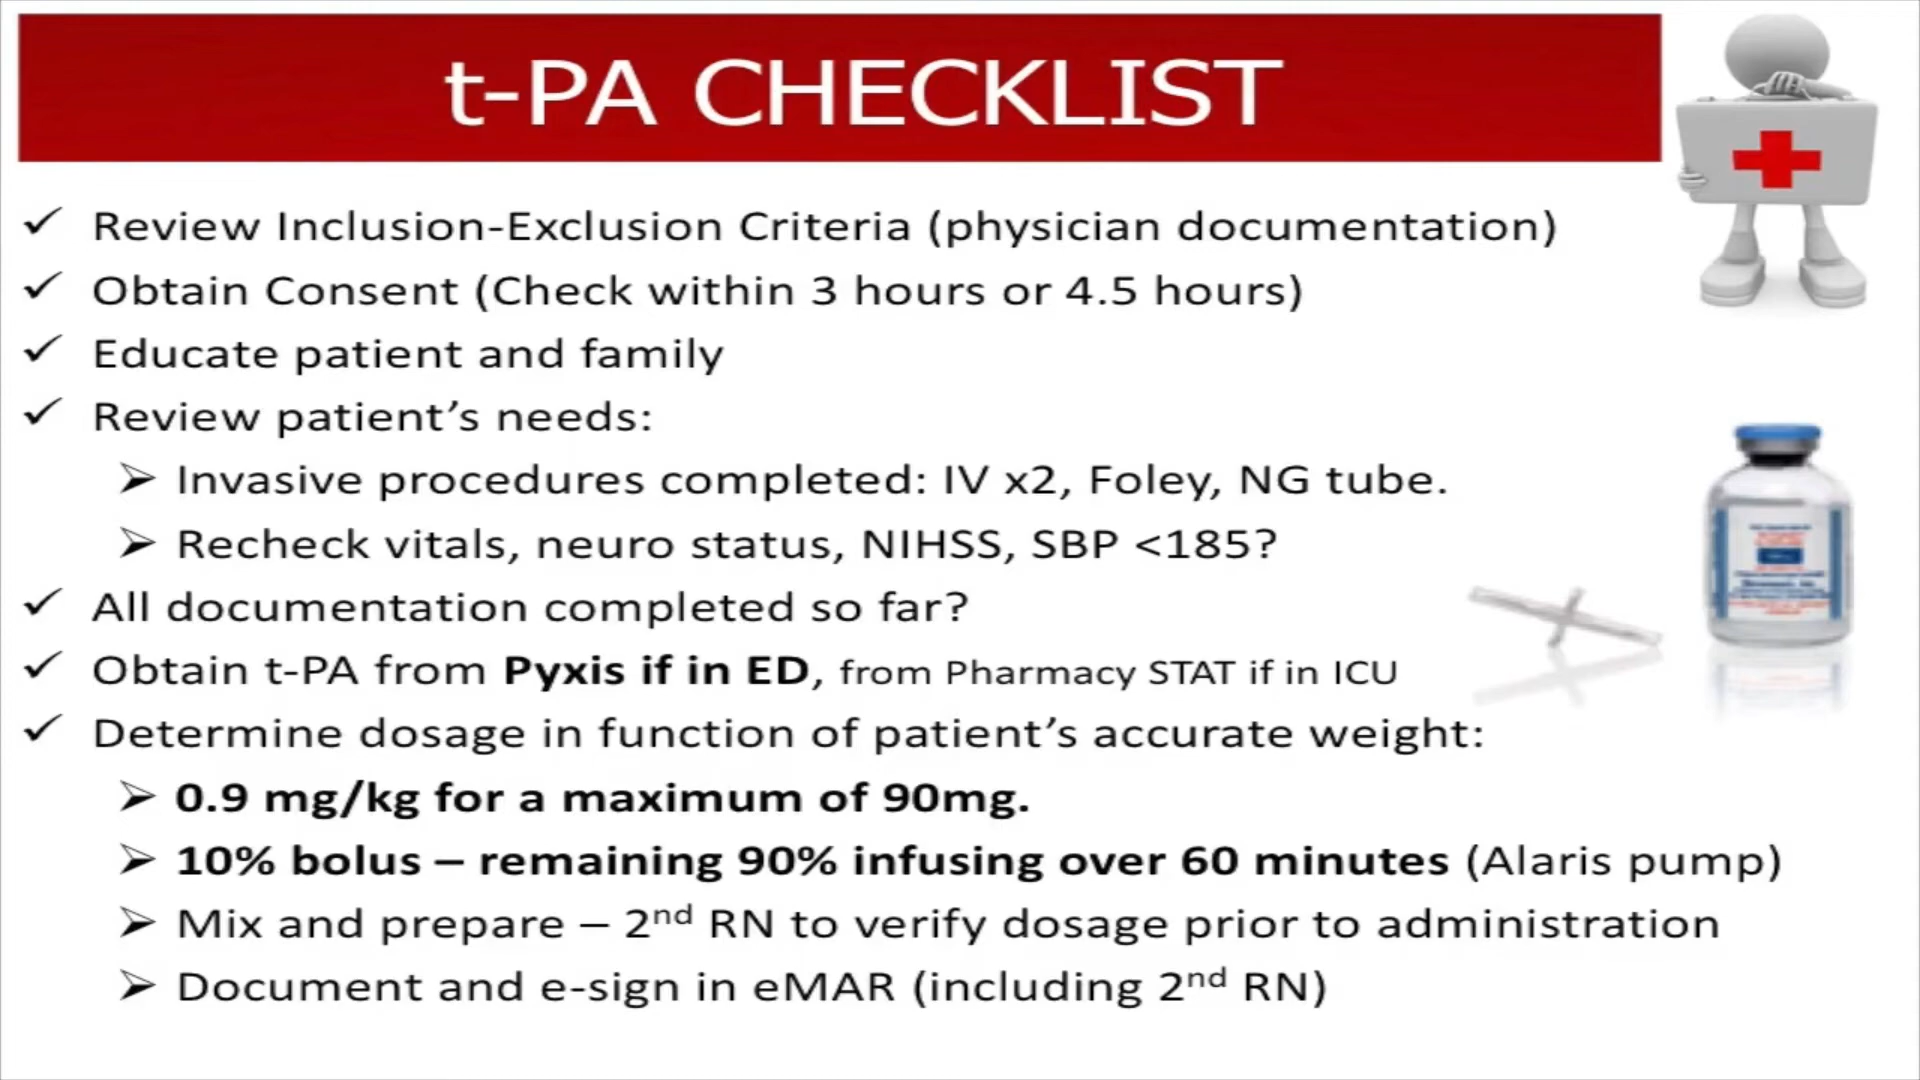 t-PA CHECKLIST
✓ Review Inclusion-Exclusion Criteria (physician documentation)
✓ Obtain Consent (Check within 3 hours or 4.5 hours)
✓ Educate patient and family
✓ Review patient’s needs:
➢ Invasive procedures completed: IV x2, Foley, NG tube.
➢ Recheck vitals, neuro status, NIHSS, SBP <185?
✓ All documentation completed so far?
✓ Obtain t-PA from Pyxis if in ED, from Pharmacy STAT if in ICU
✓ Determine dosage in function of patient’s accurate weight:
➢ 0.9 mg/kg for a maximum of 90mg.
➢ 10% bolus – remaining 90% infusing over 60 minutes (Alaris pump)
➢ Mix and prepare – 2nd RN to verify dosage prior to administration
➢ Document and e-sign in eMAR (including 2nd RN)